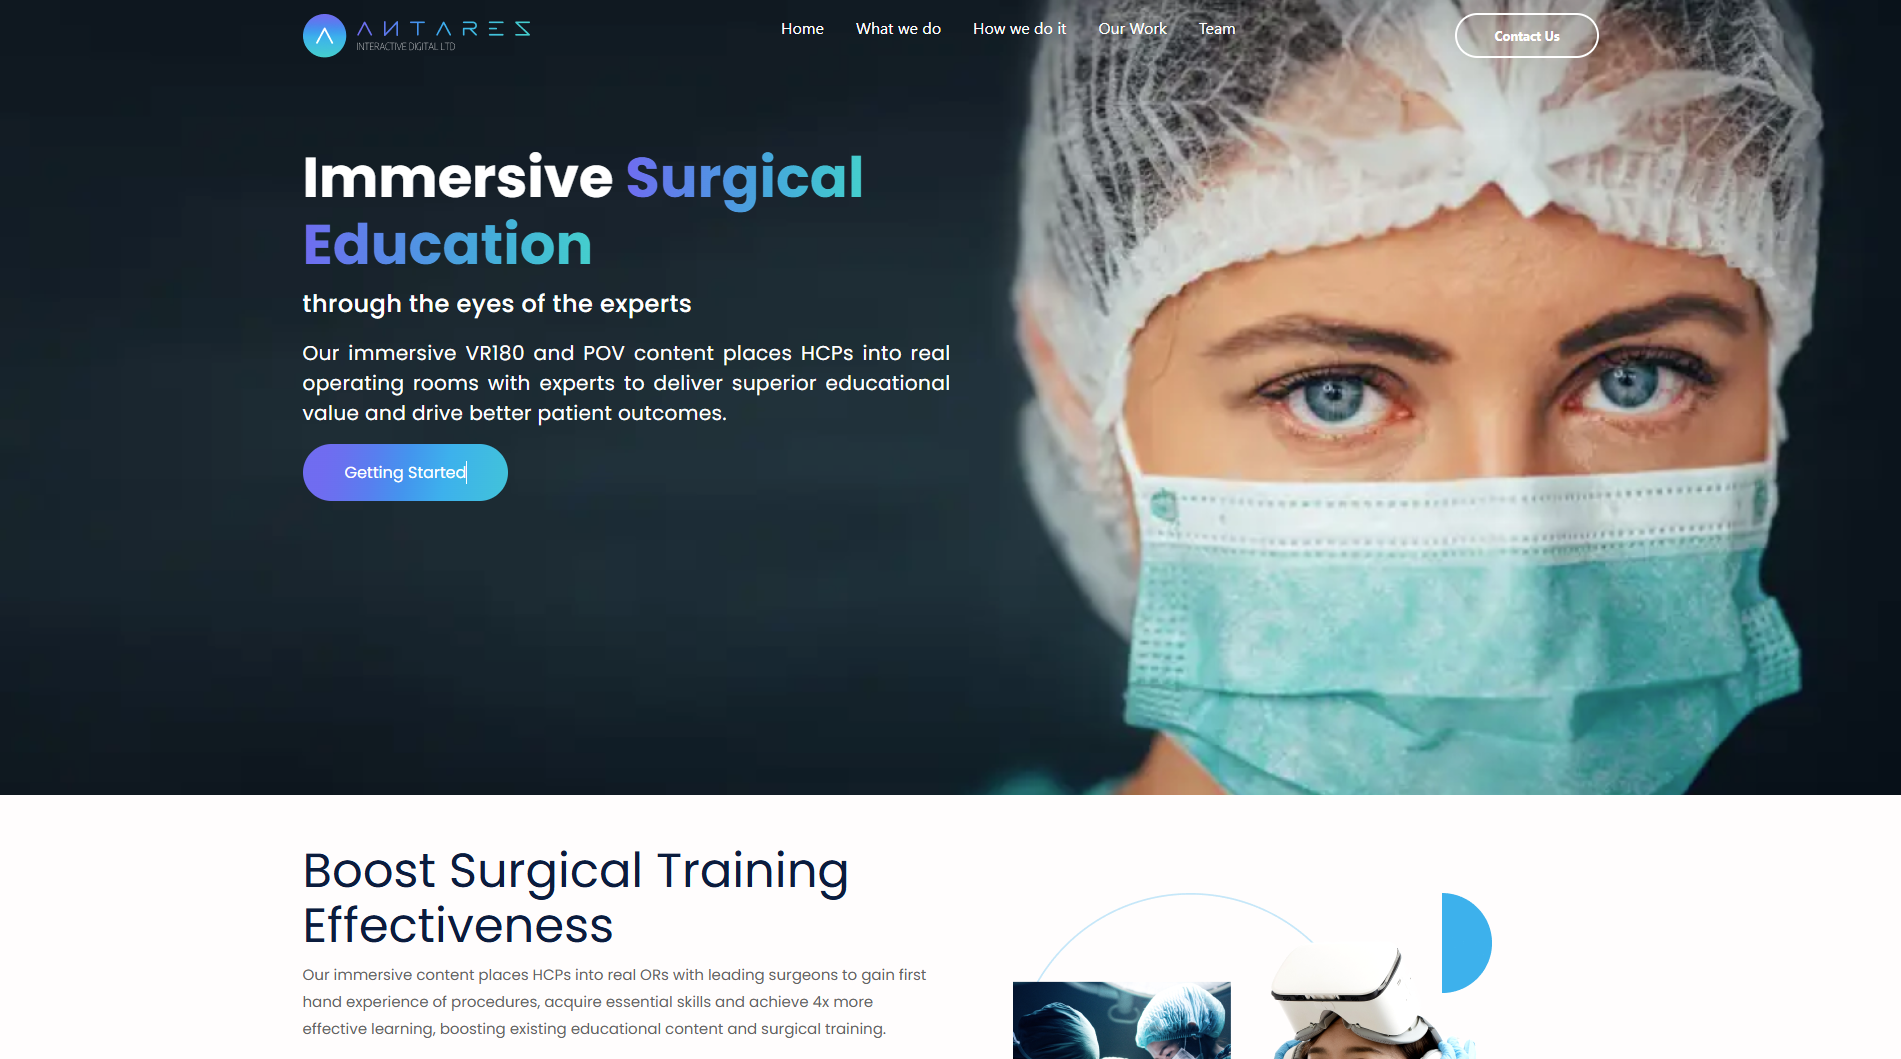 ANTARES
INTERACTIVE DIGITAL LTD
Home What we do How we do it Our Work Team
Contact Us
Immersive Surgical
Education
through the eyes of the experts
Our immersive VR180 and POV content places HCPs into real
operating rooms with experts to deliver superior educational
value and drive better patient outcomes.
Getting Started
Boost Surgical Training
Effectiveness
Our immersive content places HCPs into real ORs with leading surgeons to gain first
hand experience of procedures, acquire essential skills and achieve 4x more
effective learning, boosting existing educational content and surgical training.